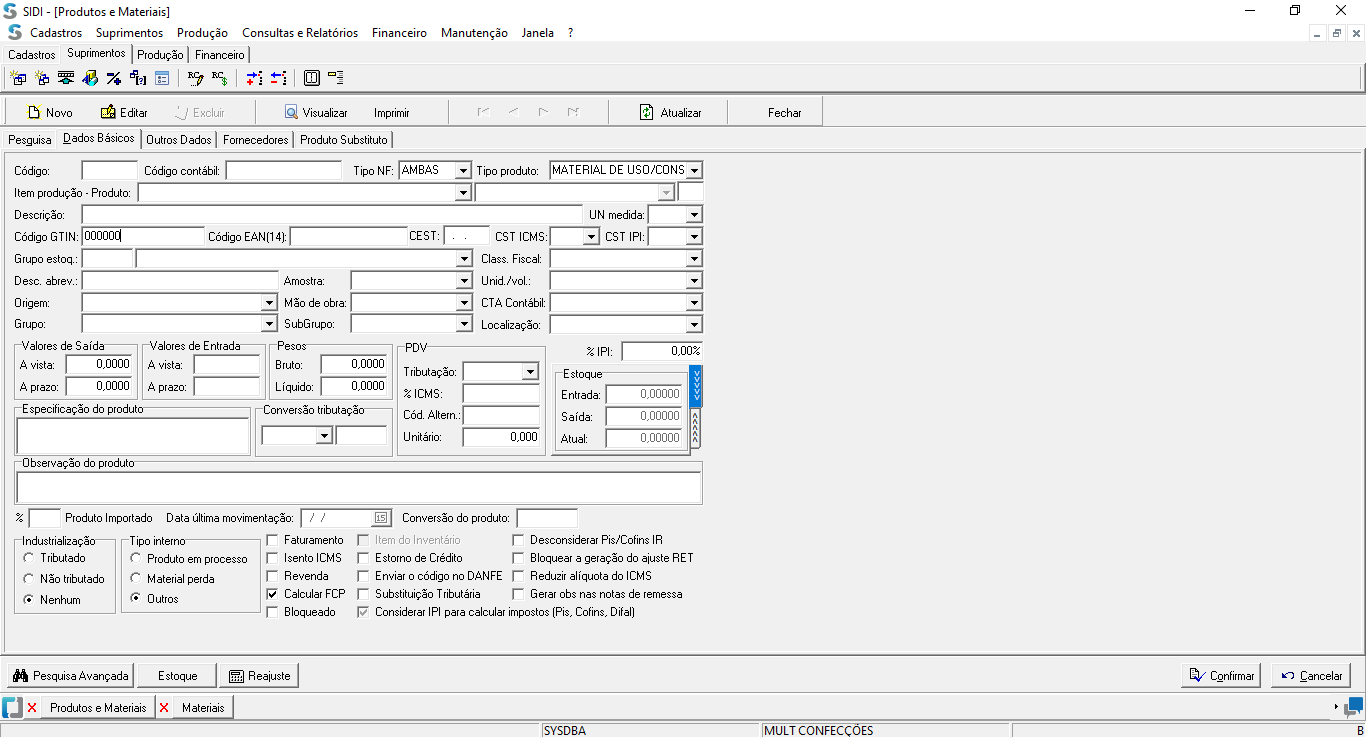 SIDI - [Produtos e Materiais]
Cadastros Suprimentos Produção Consultas e Relatórios Financeiro Manutenção Janela ?
Cadastros Suprimentos Produção Financeiro
Novo Editar Excluir Visualizar Imprimir Atualizar Fechar
Pesquisa Dados Básicos Outros Dados Fornecedores Produto Substituto
Código: Código contábil: Tipo NF: AMBAS Tipo produto: MATERIAL DE USO/CONS
Item produção - Produto:
Descrição: UN medida:
Código GTIN: 000000 Código EAN(14): CEST: . . CST ICMS: CST IPI:
Grupo estoq.: Class. Fiscal:
Desc. abrev.: Amostra: Unid./vol.:
Origem: Mão de obra: CTA Contábil:
Grupo: SubGrupo: Localização:
Valores de Saída Valores de Entrada Pesos PDV % IPI: 0,00%
A vista: 0,0000 A vista: Bruto: 0,0000 Tributação: Estoque
A prazo: 0,0000 A prazo: Líquido: 0,0000 % ICMS: Entrada: 0,00000
Especificação do produto Conversão tributação Cód. Altern.: Saída: 0,00000
Unitário: 0,000 Atual: 0,00000
Observação do produto
% Produto Importado Data última movimentação: / / 15 Conversão do produto:
Industrialização Tipo interno Faturamento Item do Inventário Desconsiderar Pis/Cofins IR
Tributado Produto em processo Isento ICMS Estorno de Crédito Bloquear a geração do ajuste RET
Não tributado Material perda Revenda Enviar o código no DANFE Reduzir alíquota do ICMS
Nenhum Outros Calcular FCP Substituição Tributária Gerar obs nas notas de remessa
Bloqueado Considerar IPI para calcular impostos (Pis, Cofins, Difal)
Pesquisa Avançada Estoque Reajuste Confirmar Cancelar
Produtos e Materiais Materiais
SYSDBA MULT CONFECÇÕES B